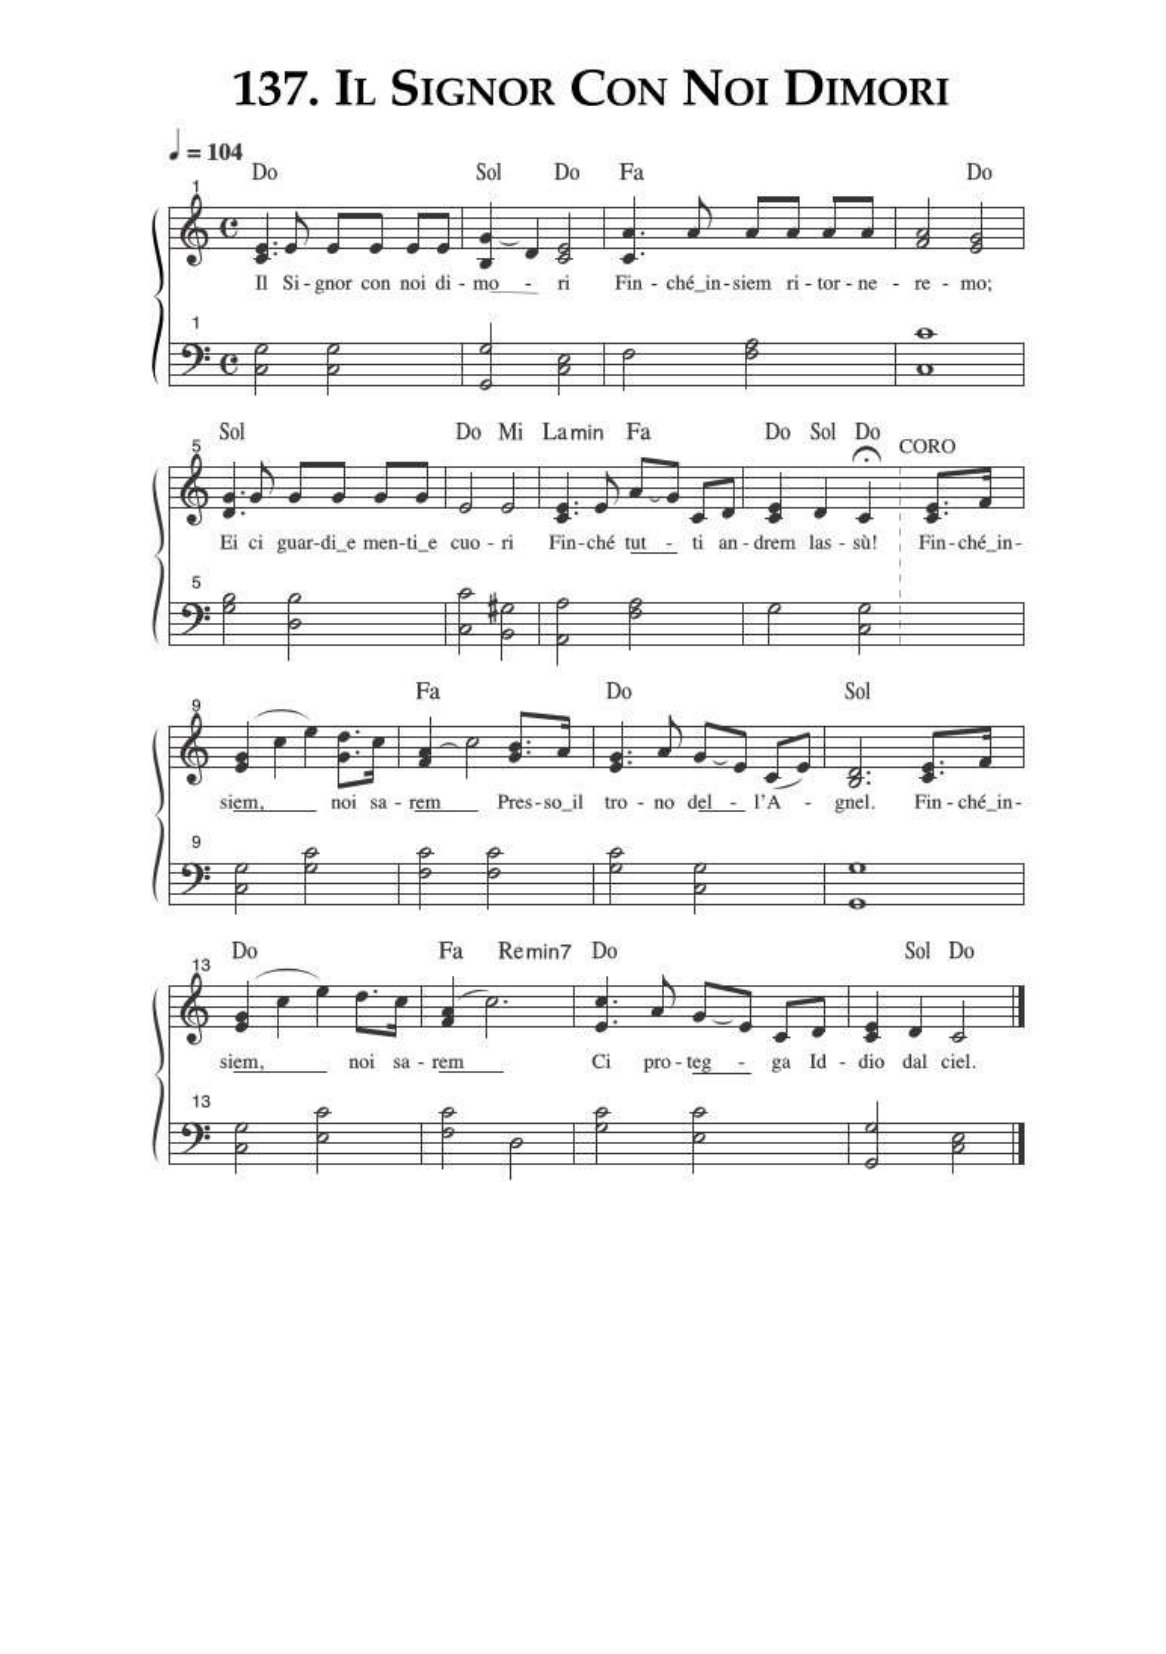 137. Il Signor Con Noi Dimori
♩ = 104
Do Sol Do Fa Do
1
Il Si - gnor con noi di - mo - ri Fin - ché_in - siem ri - tor - ne - re - mo;
1
Sol Do Mi Lamin Fa Do Sol Do
5 CORO
Ei ci guar-di_e men-ti_e cuo - ri Fin-ché tut - ti an-drem las - sù! Fin-ché_in-
5
Fa Do Sol
9
siem, noi sa - rem Pres-so_il tro - no del - l'A - gnel. Fin-ché_in-
9
Do Fa Remin7 Do Sol Do
13
siem, noi sa - rem Ci pro - teg - ga Id - dio dal ciel.
13